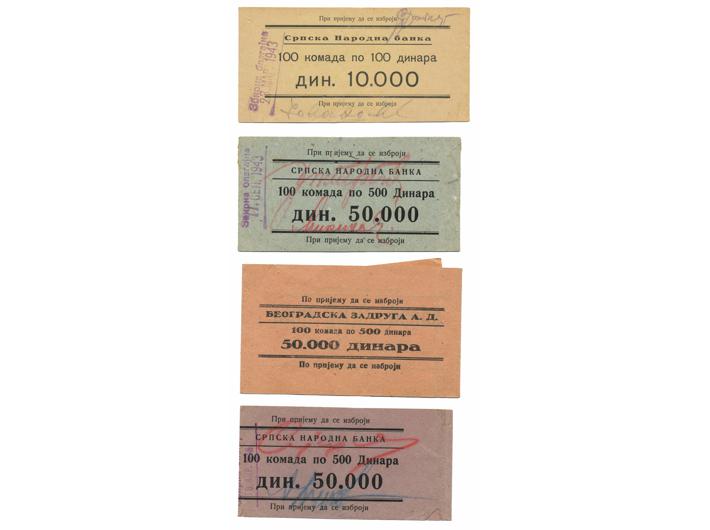 При пријему да се изброји
Српска Народна банка
100 комада по 100 динара
дин. 10.000
При пријему да се изброји
При пријему да се изброји
СРПСКА НАРОДНА БАНКА
100 комада по 500 Динара
дин. 50.000
При пријему да се изброји
По пријему да се изброји
БЕОГРАДСКА ЗАДРУГА А. Д.
100 комада по 500 динара
50.000 динара
По пријему да се изброји
При пријему да се изброји
СРПСКА НАРОДНА БАНКА
100 комада по 500 Динара
дин. 50.000
При пријему да се изброји